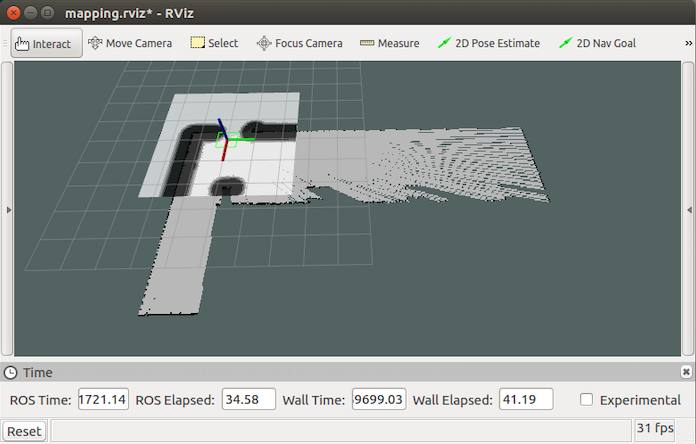 mapping.rviz* - RViz
Interact Move Camera Select Focus Camera Measure 2D Pose Estimate 2D Nav Goal »
Time
ROS Time: 1721.14 ROS Elapsed: 34.58 Wall Time: 9699.03 Wall Elapsed: 41.19 Experimental
Reset 31 fps